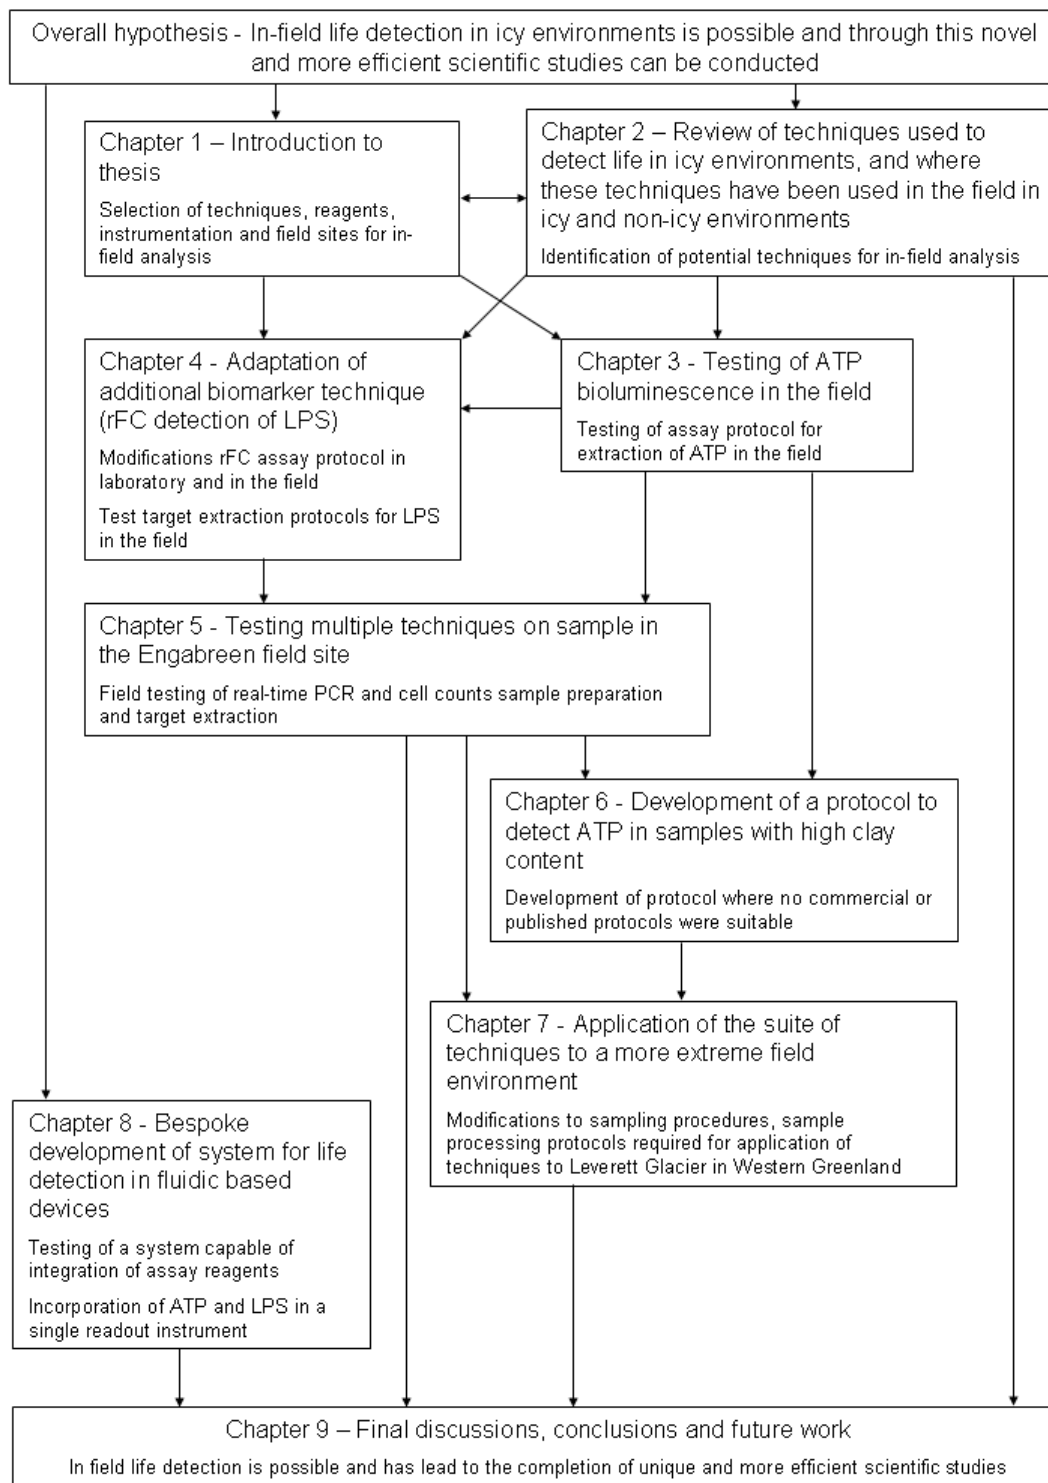 Overall hypothesis - In-field life detection in icy environments is possible and through this novel
and more efficient scientific studies can be conducted
Chapter 1 – Introduction to
thesis
Selection of techniques, reagents,
instrumentation and field sites for in-
field analysis
Chapter 2 – Review of techniques used to
detect life in icy environments, and where
these techniques have been used in the field in
icy and non-icy environments
Identification of potential techniques for in-field analysis
Chapter 4 - Adaptation of
additional biomarker technique
(rFC detection of LPS)
Modifications rFC assay protocol in
laboratory and in the field
Test target extraction protocols for LPS
in the field
Chapter 3 - Testing of ATP
bioluminescence in the field
Testing of assay protocol for
extraction of ATP in the field
Chapter 5 - Testing multiple techniques on sample in
the Engabreen field site
Field testing of real-time PCR and cell counts sample preparation
and target extraction
Chapter 6 - Development of a protocol to
detect ATP in samples with high clay
content
Development of protocol where no commercial or
published protocols were suitable
Chapter 7 - Application of the suite of
techniques to a more extreme field
environment
Modifications to sampling procedures, sample
processing protocols required for application of
techniques to Leverett Glacier in Western Greenland
Chapter 8 - Bespoke
development of system for life
detection in fluidic based
devices
Testing of a system capable of
integration of assay reagents
Incorporation of ATP and LPS in a
single readout instrument
Chapter 9 – Final discussions, conclusions and future work
In field life detection is possible and has lead to the completion of unique and more efficient scientific studies